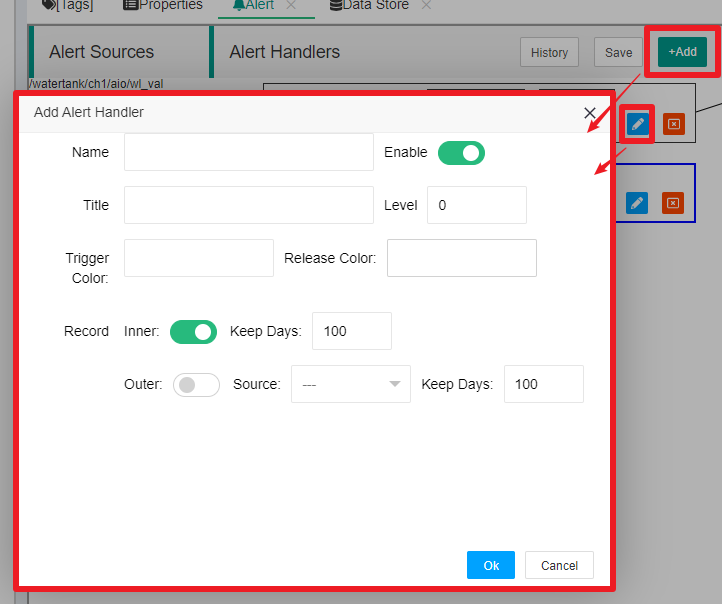 [Tags] Properties Alert Data Store
Alert Sources Alert Handlers History Save +Add
/watertank/ch1/aio/wl_val
Add Alert Handler
Name Enable
Title Level 0
Trigger Color: Release Color:
Record Inner: Keep Days: 100
Outer: Source: --- Keep Days: 100
Ok Cancel